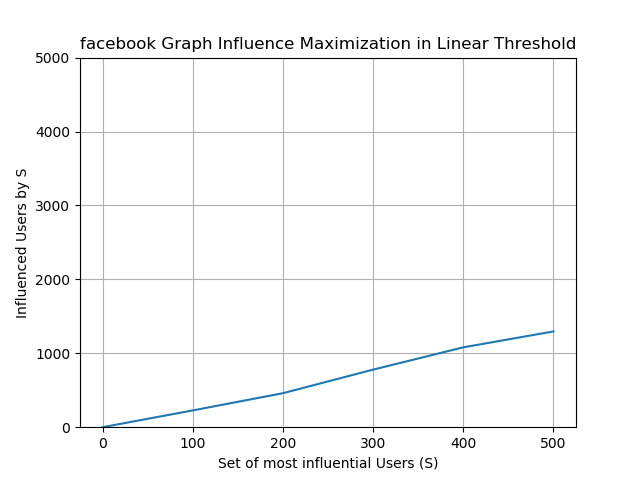 facebook Graph Influence Maximization in Linear Threshold
5000
4000
3000
2000
1000
0
Influenced Users by S
0 100 200 300 400 500
Set of most influential Users (S)